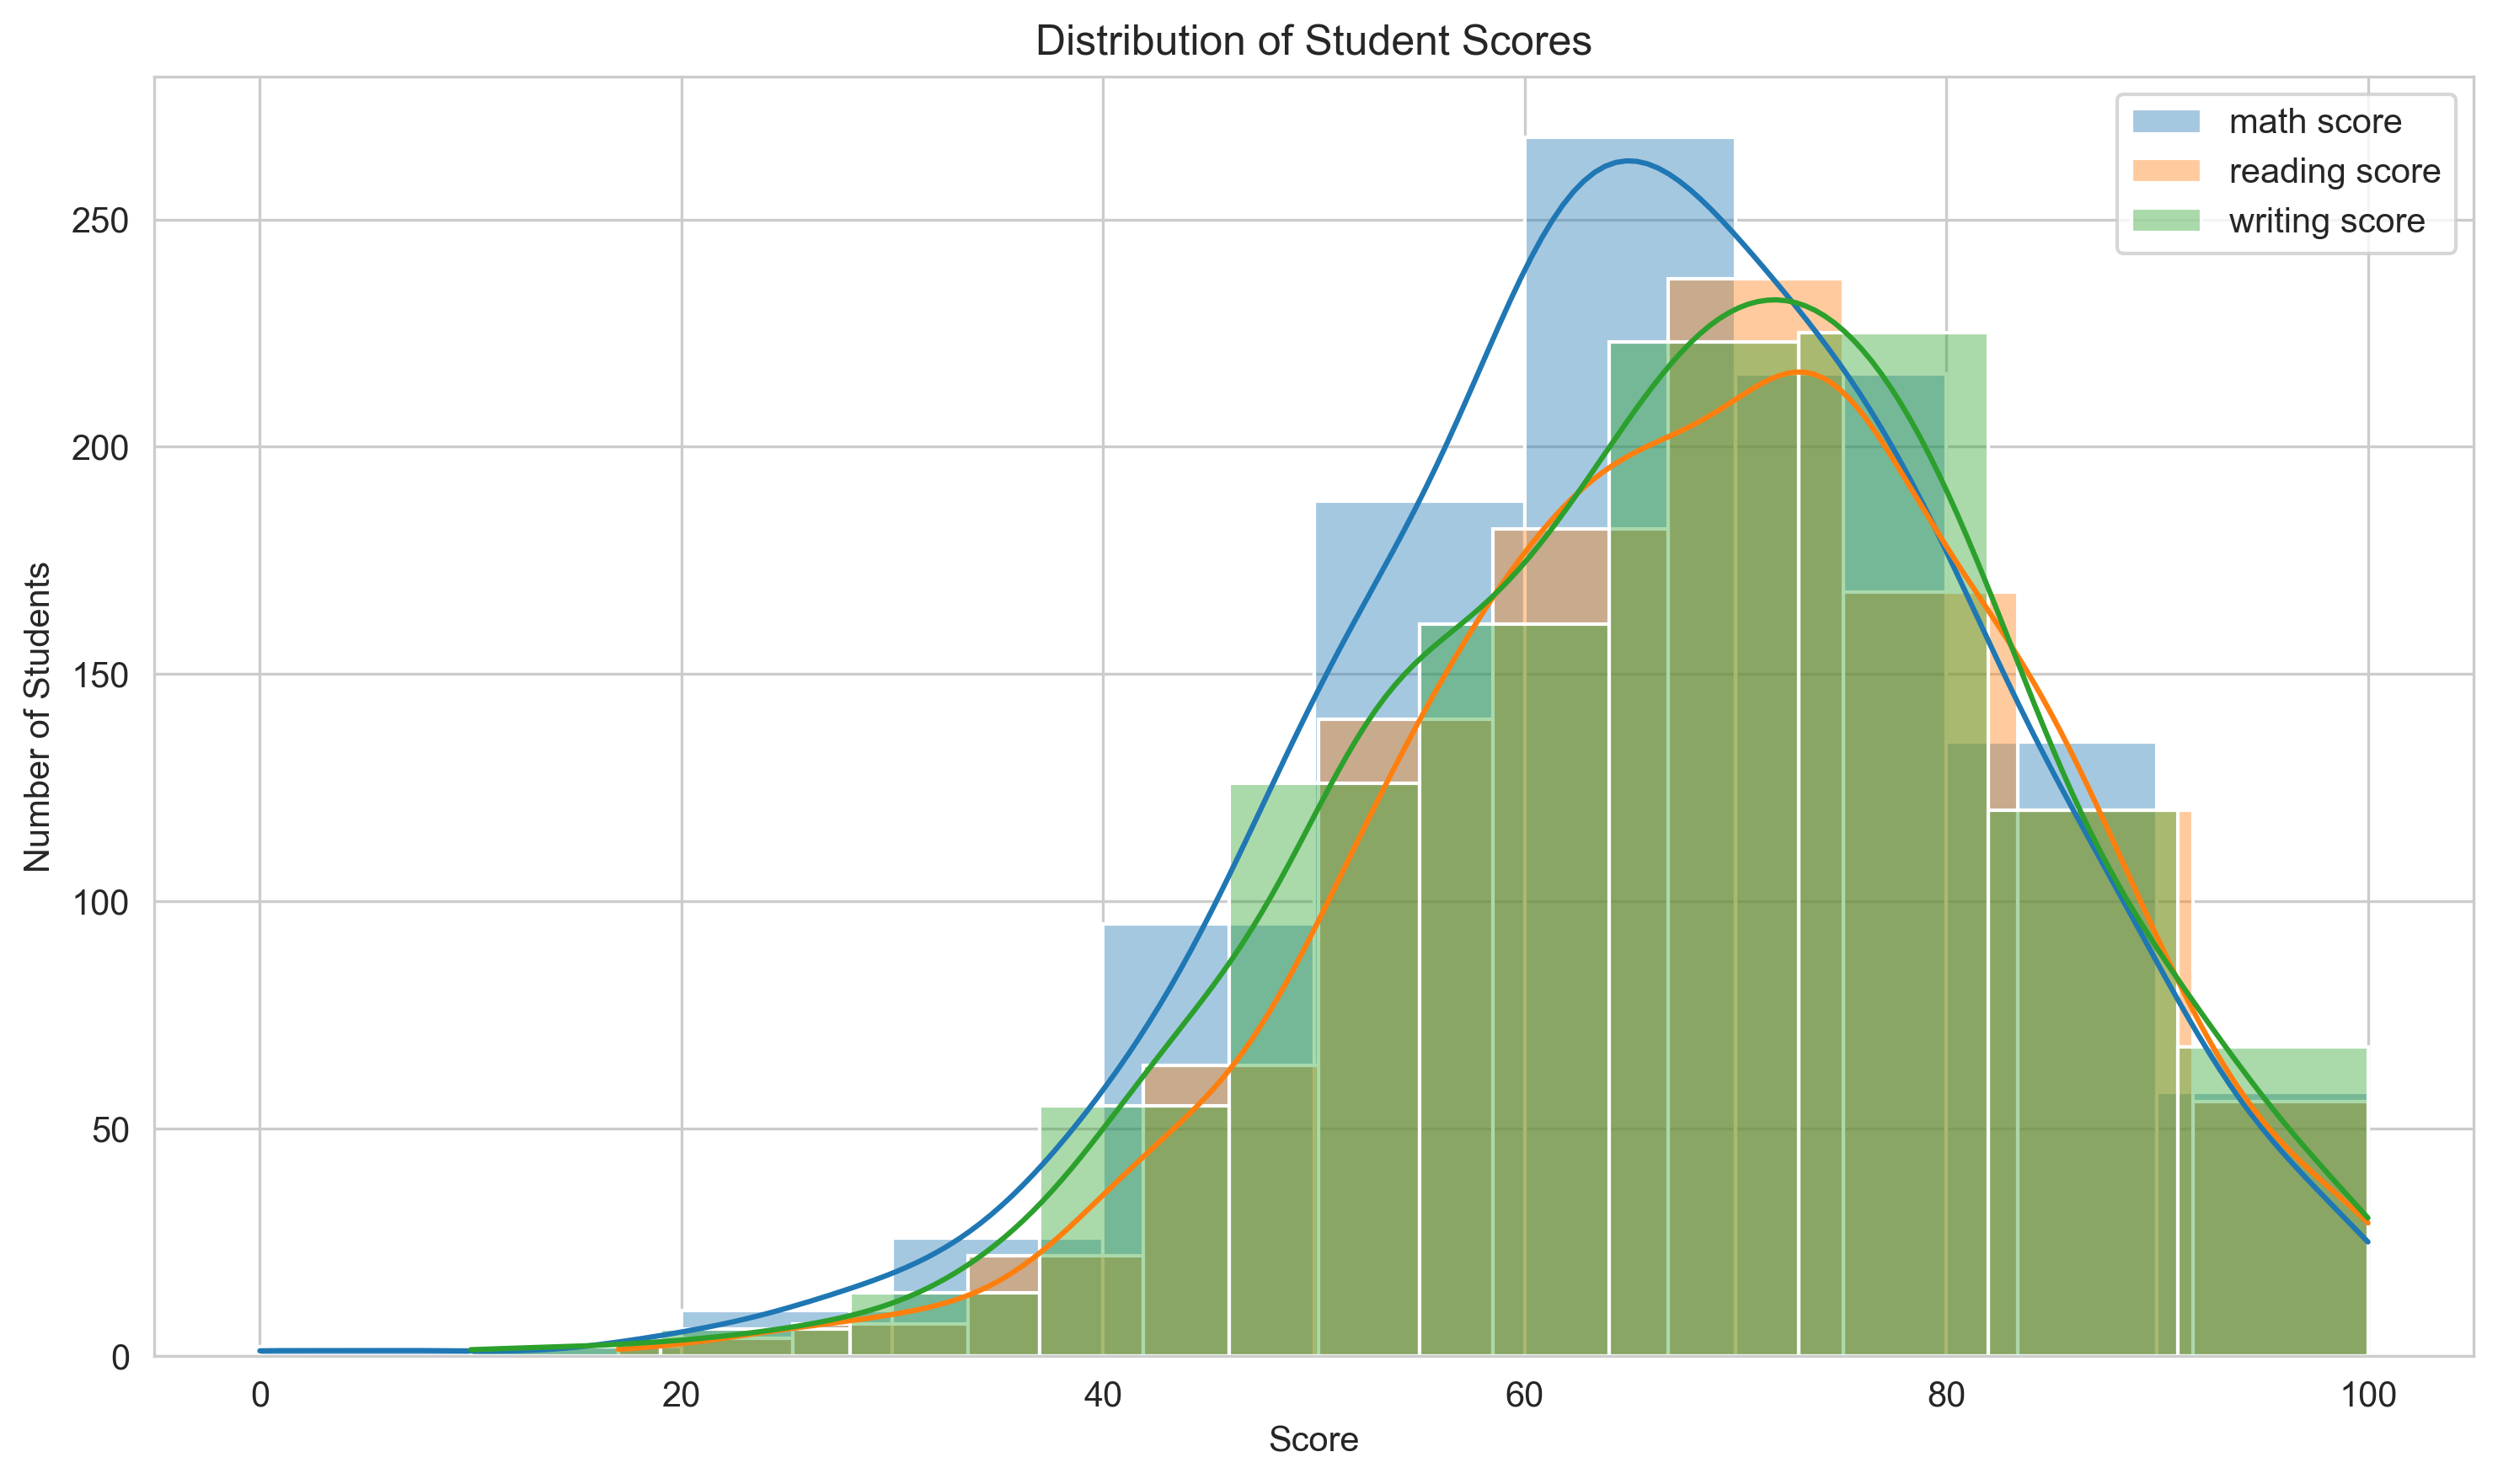 Distribution of Student Scores
math score
reading score
writing score
250
200
150
100
50
0
Number of Students
0 20 40 60 80 100
Score